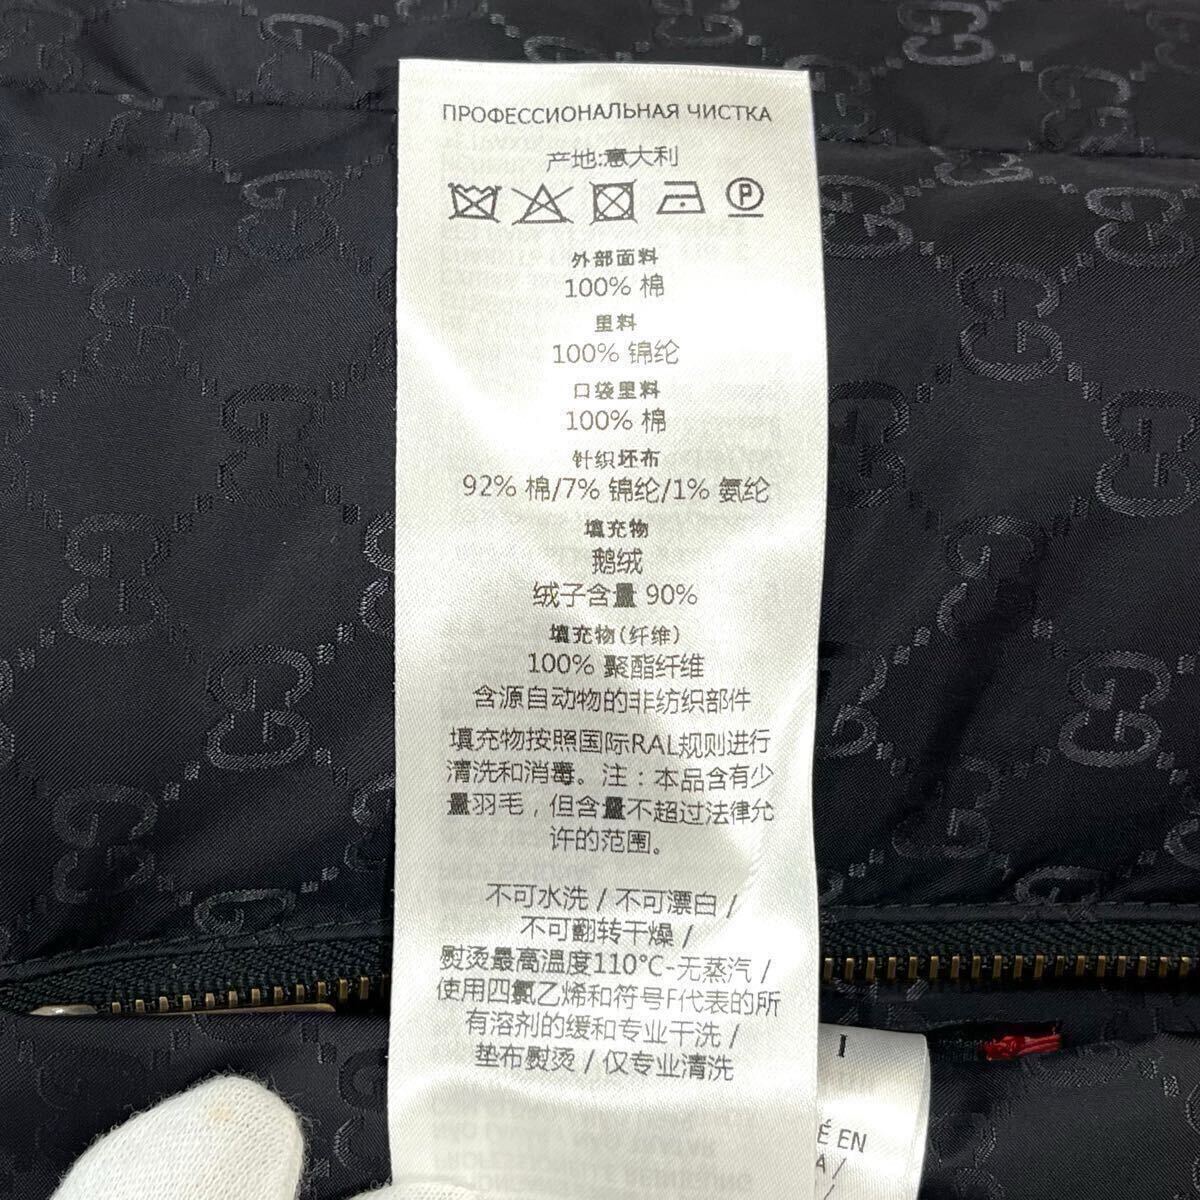 ПРОФЕССИОНАЛЬНАЯ ЧИСТКА
产地:意大利
P
外部面料
100% 棉
里料
100% 锦纶
口袋里料
100% 棉
针织坯布
92% 棉/7% 锦纶/1% 氨纶
填充物
鹅绒
绒子含量 90%
填充物(纤维)
100% 聚酯纤维
含源自动物的非纺织部件
填充物按照国际RAL规则进行
清洗和消毒。注：本品含有少
量羽毛，但含量不超过法律允
许的范围。
不可水洗 / 不可漂白 /
不可翻转干燥 /
熨烫最高温度110°C-无蒸汽 /
使用四氯乙烯和符号F代表的所
有溶剂的缓和专业干洗 /
垫布熨烫 / 仅专业清洗
I
É EN
A /